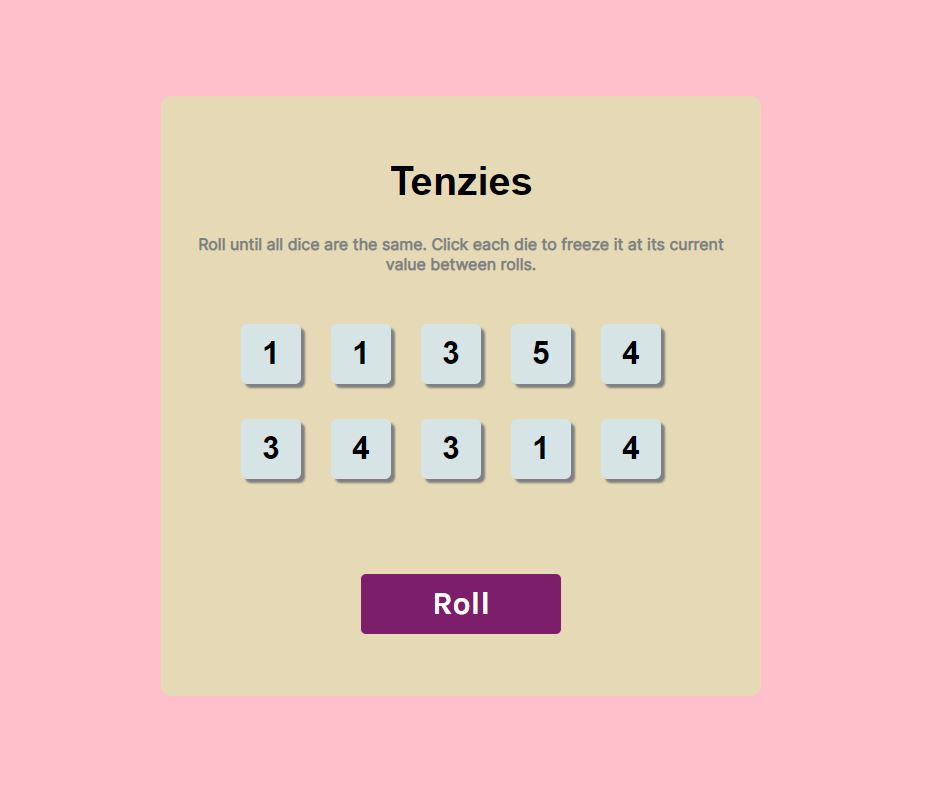 Tenzies
Roll until all dice are the same. Click each die to freeze it at its current
value between rolls.
1 1 3 5 4
3 4 3 1 4
Roll